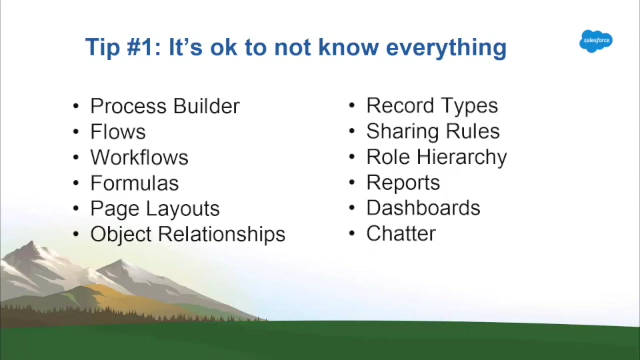 Tip #1: It's ok to not know everything
salesforce
• Process Builder
• Flows
• Workflows
• Formulas
• Page Layouts
• Object Relationships
• Record Types
• Sharing Rules
• Role Hierarchy
• Reports
• Dashboards
• Chatter